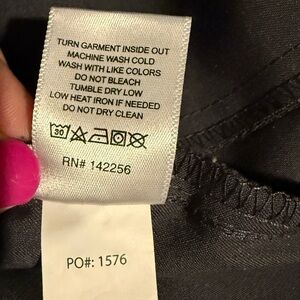 TURN GARMENT INSIDE OUT
MACHINE WASH COLD
WASH WITH LIKE COLORS
DO NOT BLEACH
TUMBLE DRY LOW
LOW HEAT IRON IF NEEDED
DO NOT DRY CLEAN
30
RN# 142256
PO#: 1576